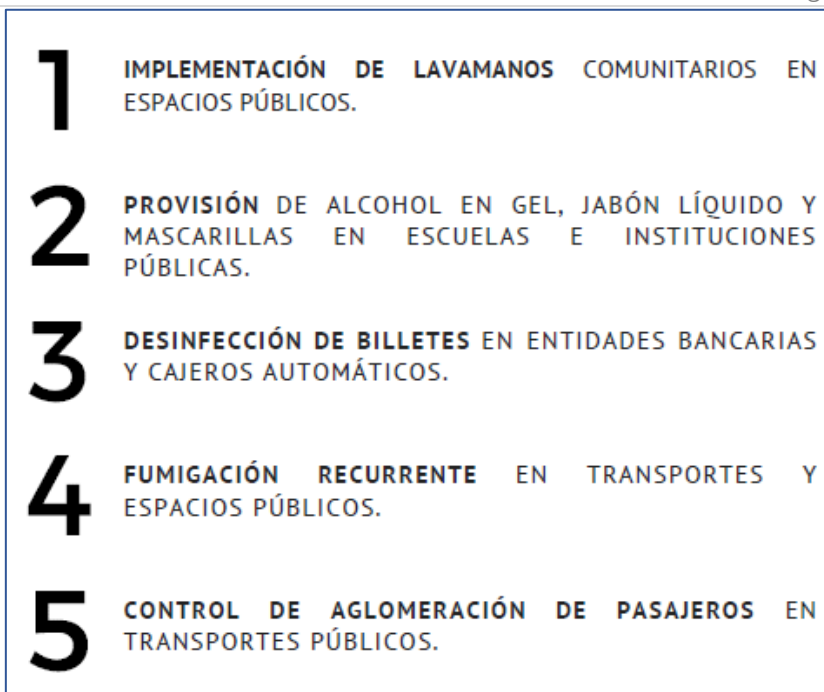 1 IMPLEMENTACIÓN DE LAVAMANOS COMUNITARIOS EN
ESPACIOS PÚBLICOS.
2 PROVISIÓN DE ALCOHOL EN GEL, JABÓN LÍQUIDO Y
MASCARILLAS EN ESCUELAS E INSTITUCIONES
PÚBLICAS.
3 DESINFECCIÓN DE BILLETES EN ENTIDADES BANCARIAS
Y CAJEROS AUTOMÁTICOS.
4 FUMIGACIÓN RECURRENTE EN TRANSPORTES Y
ESPACIOS PÚBLICOS.
5 CONTROL DE AGLOMERACIÓN DE PASAJEROS EN
TRANSPORTES PÚBLICOS.